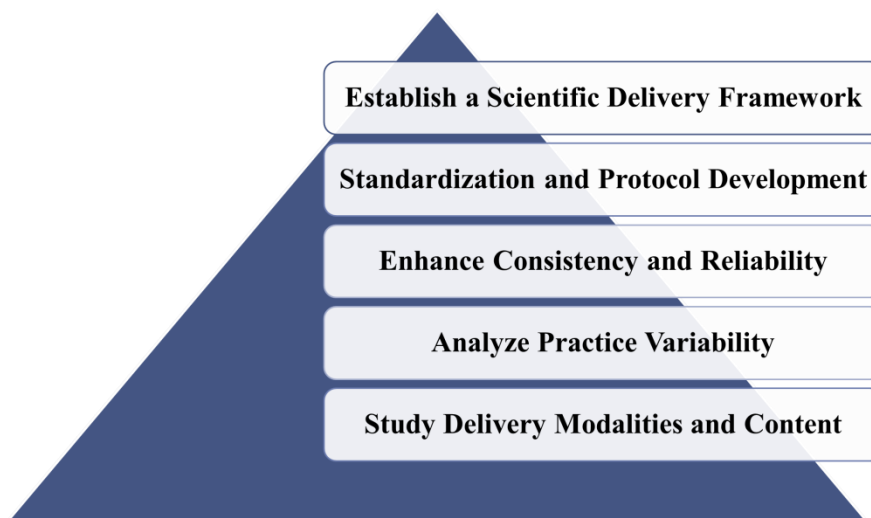 Establish a Scientific Delivery Framework
Standardization and Protocol Development
Enhance Consistency and Reliability
Analyze Practice Variability
Study Delivery Modalities and Content